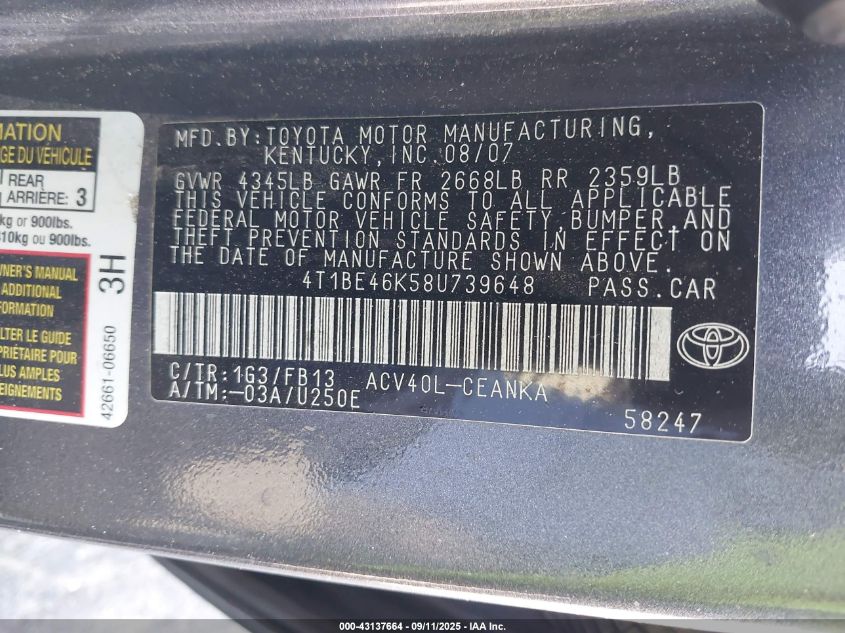 MATION
GE DU VÉHICULE
REAR
ARRIÈRE: 3
kg or 900lbs.
410kg ou 900lbs.
WNER'S MANUAL
ADDITIONAL
FORMATION
LTER LE GUIDE
PRIÉTAIRE POUR
PLUS AMPLES
EIGNEMENTS
3H
42661-06650
MFD.BY:TOYOTA MOTOR MANUFACTURING,
KENTUCKY,INC.08/07
GVWR 4345LB GAWR FR 2668LB RR 2359LB
THIS VEHICLE CONFORMS TO ALL APPLICABLE
FEDERAL MOTOR VEHICLE SAFETY,BUMPER,AND
THEFT PREVENTION STANDARDS IN EFFECT ON
THE DATE OF MANUFACTURE SHOWN ABOVE.
4T1BE46K58U739648 PASS.CAR
C/TR:1G3/FB13 ACV40L-CEANKA
A/TM:-03A/U250E
58247
000-43137664 - 09/11/2025 - IAA Inc.